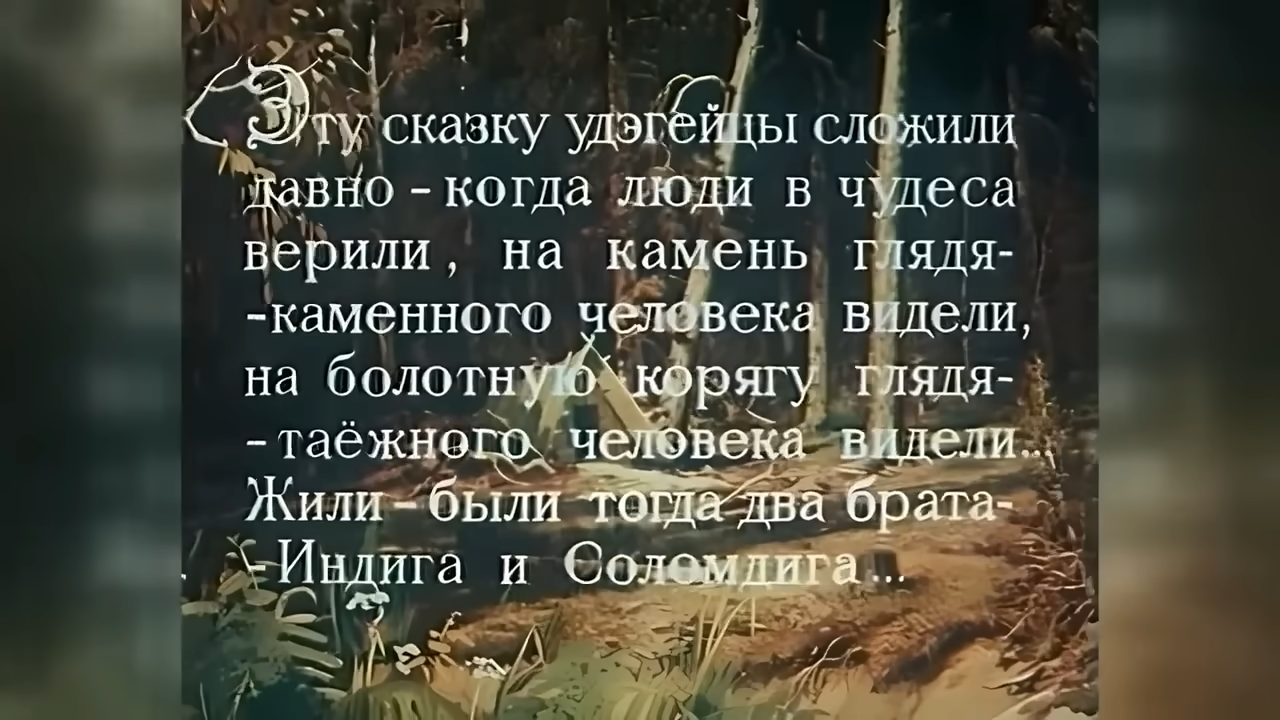 Эту сказку удэгейцы сложили
давно - когда люди в чудеса
верили, на камень глядя-
-каменного человека видели,
на болотную корягу глядя-
-таёжного человека видели...
Жили-были тогда два брата-
-Индига и Соломдига...